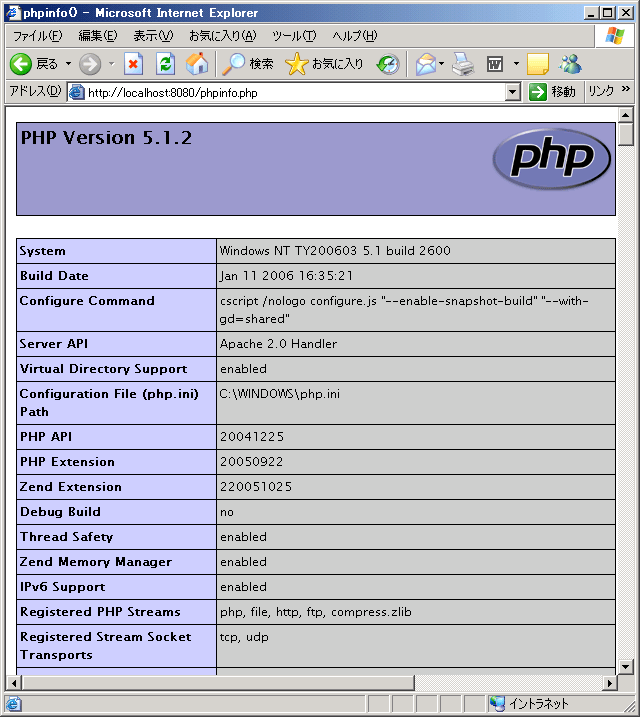 phpinfo() - Microsoft Internet Explorer
ファイル(F) 編集(E) 表示(V) お気に入り(A) ツール(T) ヘルプ(H)
戻る 検索 お気に入り
アドレス(D) http://localhost:8080/phpinfo.php 移動 リンク »
PHP Version 5.1.2
php
System Windows NT TY200603 5.1 build 2600
Build Date Jan 11 2006 16:35:21
Configure Command cscript /nologo configure.js "--enable-snapshot-build" "--with-
gd=shared"
Server API Apache 2.0 Handler
Virtual Directory Support enabled
Configuration File (php.ini) C:\WINDOWS\php.ini
Path
PHP API 20041225
PHP Extension 20050922
Zend Extension 220051025
Debug Build no
Thread Safety enabled
Zend Memory Manager enabled
IPv6 Support enabled
Registered PHP Streams php, file, http, ftp, compress.zlib
Registered Stream Socket tcp, udp
Transports
イントラネット